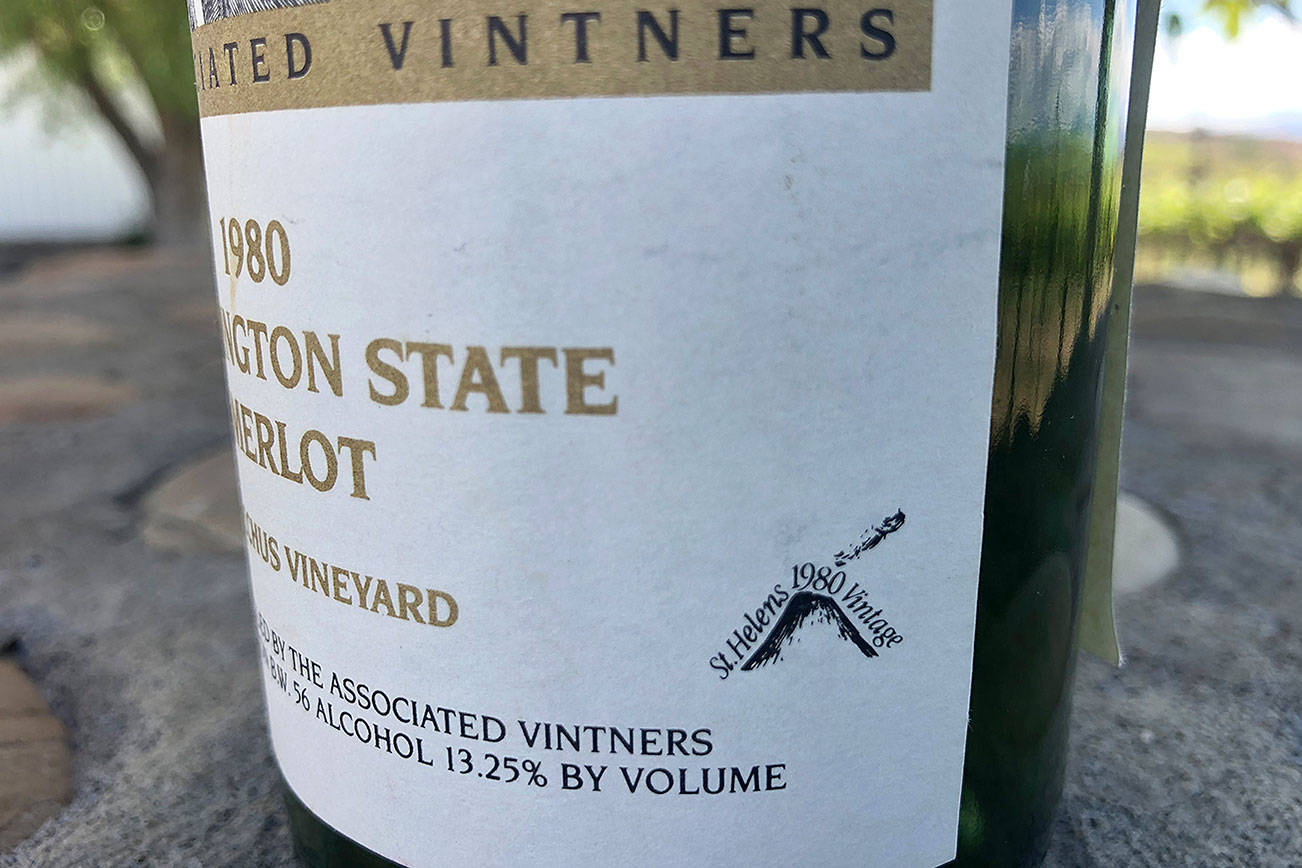 IATED VINTNERS
1980
NGTON STATE
MERLOT
CHUS VINEYARD
St. Helens 1980 Vintage
ED BY THE ASSOCIATED VINTNERS
B.W. 56 ALCOHOL 13.25% BY VOLUME